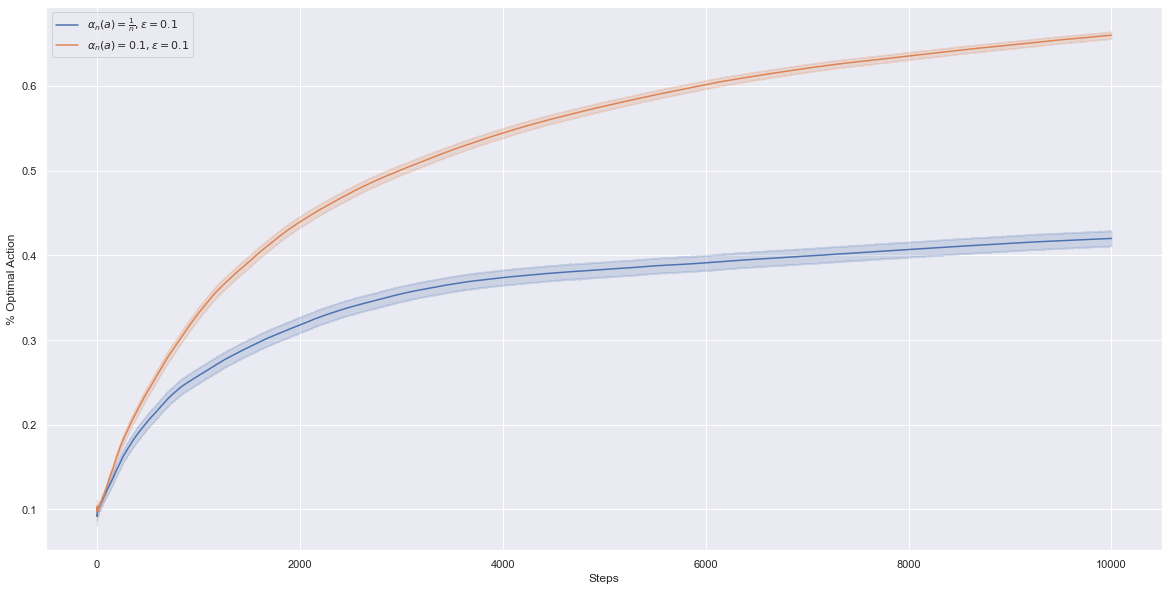 αₙ(a) = 1/n, ε = 0.1
αₙ(a) = 0.1, ε = 0.1
0.6
0.5
0.4
0.3
0.2
0.1
% Optimal Action
0 2000 4000 6000 8000 10000
Steps